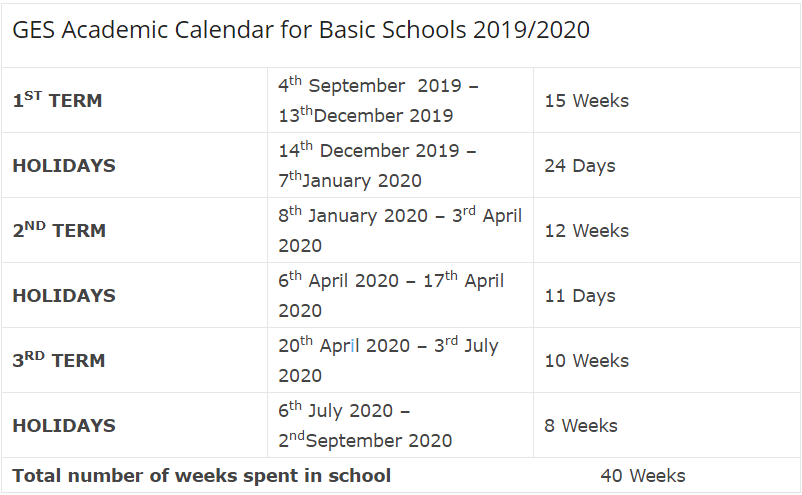 GES Academic Calendar for Basic Schools 2019/2020
1ST TERM
4th September 2019 –
13thDecember 2019
15 Weeks
HOLIDAYS
14th December 2019 –
7thJanuary 2020
24 Days
2ND TERM
8th January 2020 – 3rd April
2020
12 Weeks
HOLIDAYS
6th April 2020 – 17th April
2020
11 Days
3RD TERM
20th April 2020 – 3rd July
2020
10 Weeks
HOLIDAYS
6th July 2020 –
2ndSeptember 2020
8 Weeks
Total number of weeks spent in school 40 Weeks